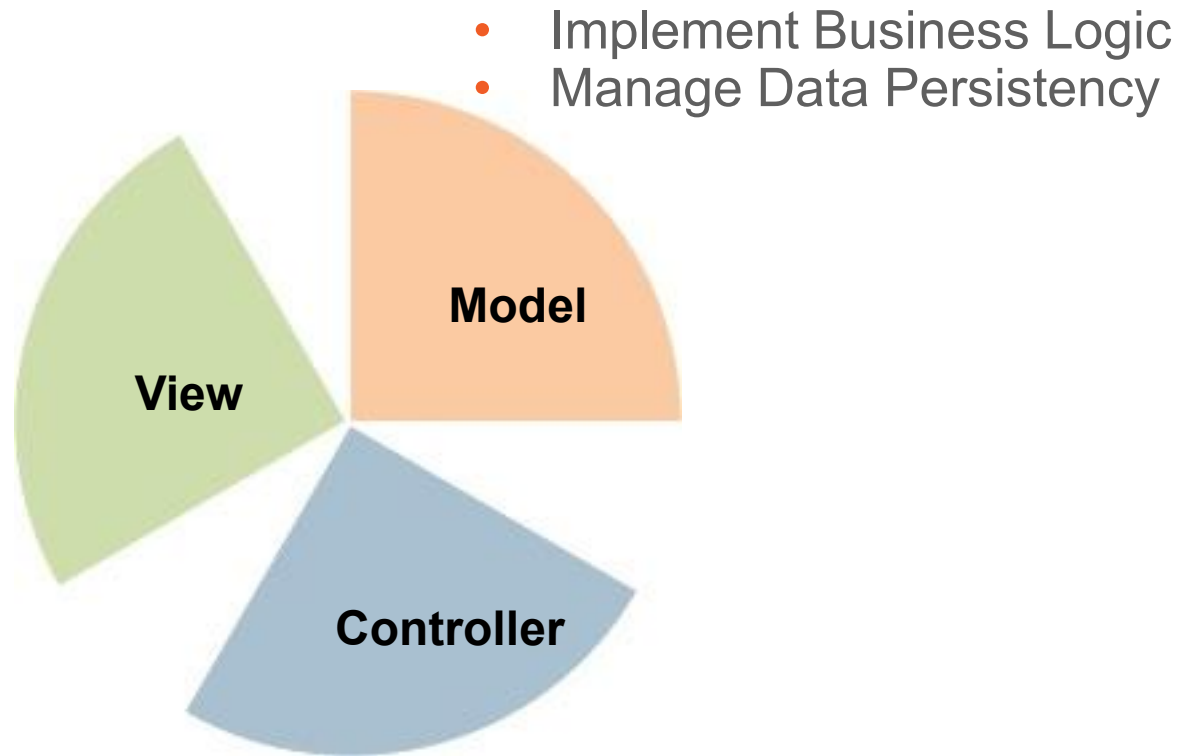 • Implement Business Logic
• Manage Data Persistency
Model
View
Controller